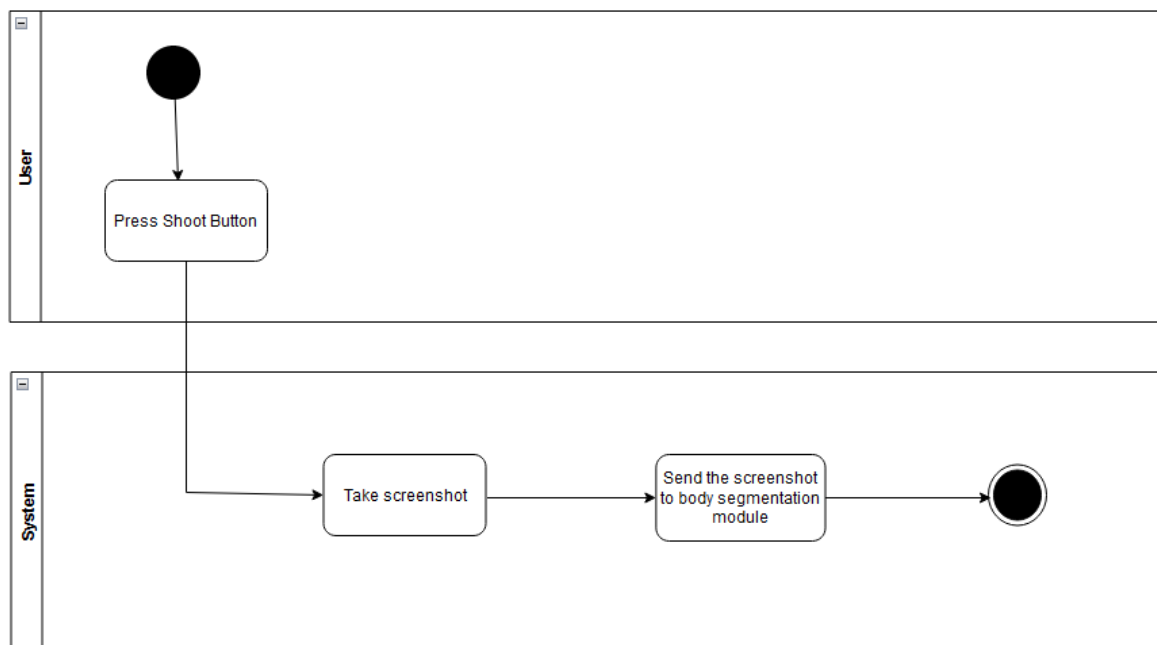 User
Press Shoot Button
System
Take screenshot
Send the screenshot
to body segmentation
module